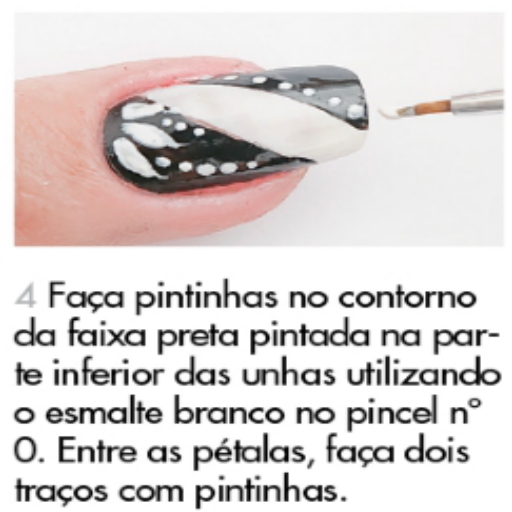 4 Faça pintinhas no contorno
da faixa preta pintada na par-
te inferior das unhas utilizando
o esmalte branco no pincel nº
0. Entre as pétalas, faça dois
traços com pintinhas.